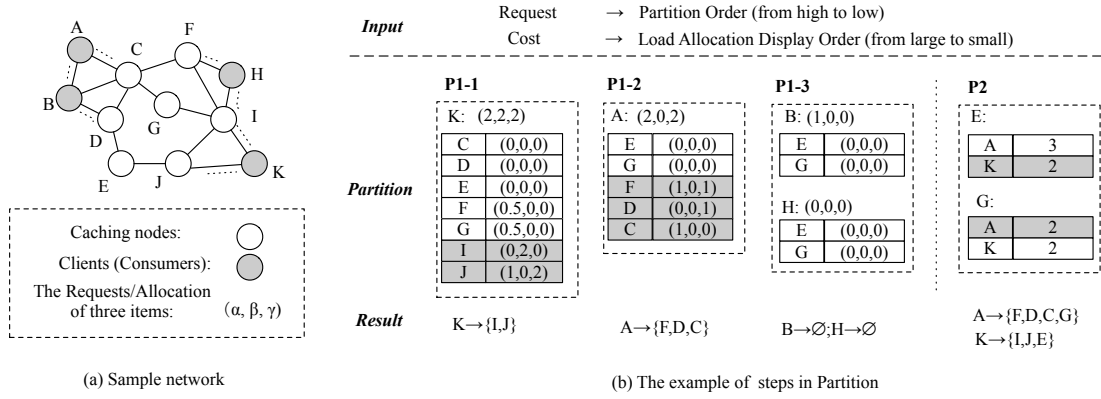 A
F
C
H
B
G
I
D
E
J
K
Caching nodes:
Clients (Consumers):
The Requests/Allocation
of three items:
(α, β, γ)
(a) Sample network
Input
Request → Partition Order (from high to low)
Cost → Load Allocation Display Order (from large to small)
Partition
P1-1
K: (2,2,2)
C (0,0,0)
D (0,0,0)
E (0,0,0)
F (0.5,0,0)
G (0.5,0,0)
I (0,2,0)
J (1,0,2)
P1-2
A: (2,0,2)
E (0,0,0)
G (0,0,0)
F (1,0,1)
D (0,0,1)
C (1,0,0)
P1-3
B: (1,0,0)
E (0,0,0)
G (0,0,0)
H: (0,0,0)
E (0,0,0)
G (0,0,0)
P2
E:
A 3
K 2
G:
A 2
K 2
Result
K→{I,J}
A→{F,D,C}
B→∅;H→∅
A→{F,D,C,G}
K→{I,J,E}
(b) The example of steps in Partition